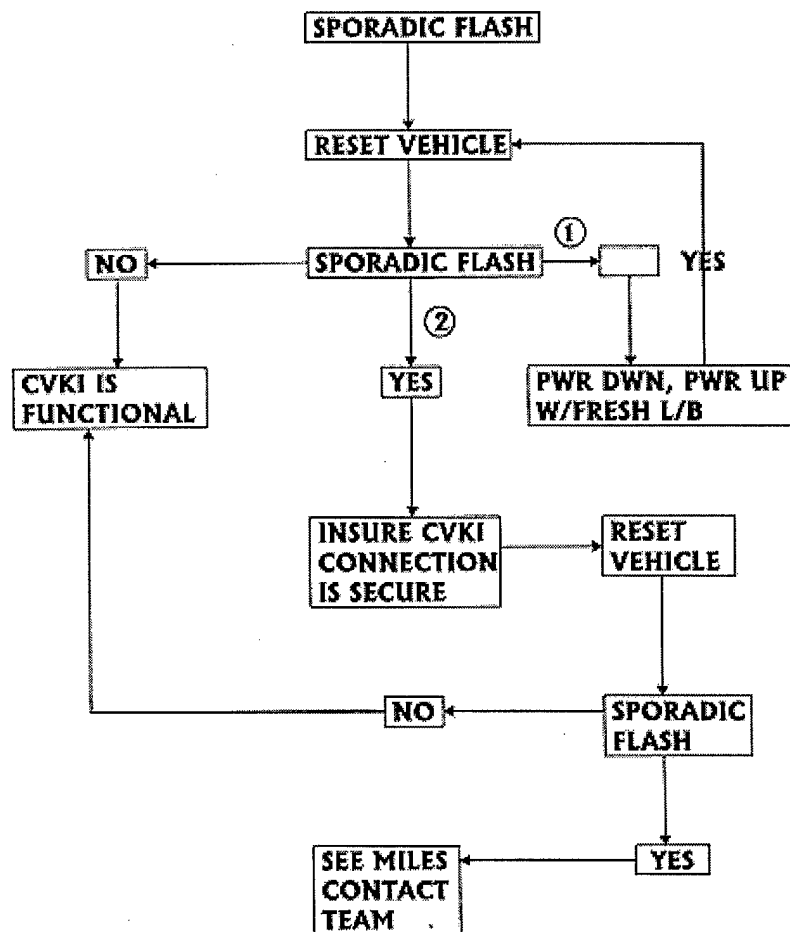 SPORADIC FLASH
RESET VEHICLE
①
NO
SPORADIC FLASH
YES
②
CVKI IS
FUNCTIONAL
YES
PWR DWN, PWR UP
W/FRESH L/B
INSURE CVKI
CONNECTION
IS SECURE
RESET
VEHICLE
NO
SPORADIC
FLASH
YES
SEE MILES
CONTACT
TEAM